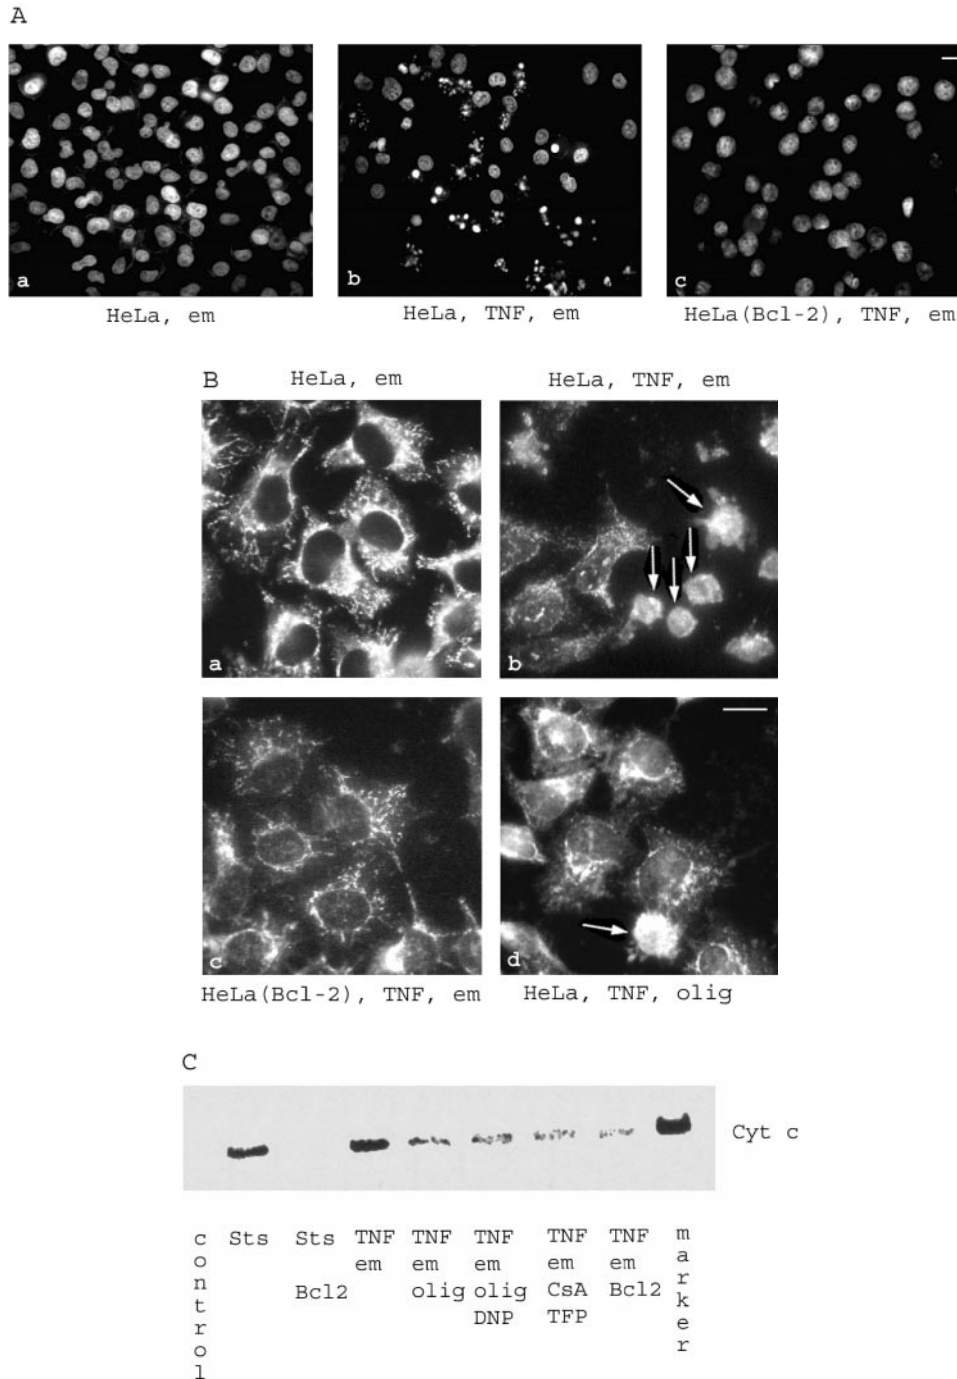 A
a
b
c
HeLa, em
HeLa, TNF, em
HeLa(Bcl-2), TNF, em
B
HeLa, em
HeLa, TNF, em
a
b
c
d
HeLa(Bcl-2), TNF, em
HeLa, TNF, olig
C
Cyt c
control
Sts
Sts
Bcl2
TNF
em
TNF
em
olig
TNF
em
olig
DNP
TNF
em
CsA
TFP
TNF
em
Bcl2
marker